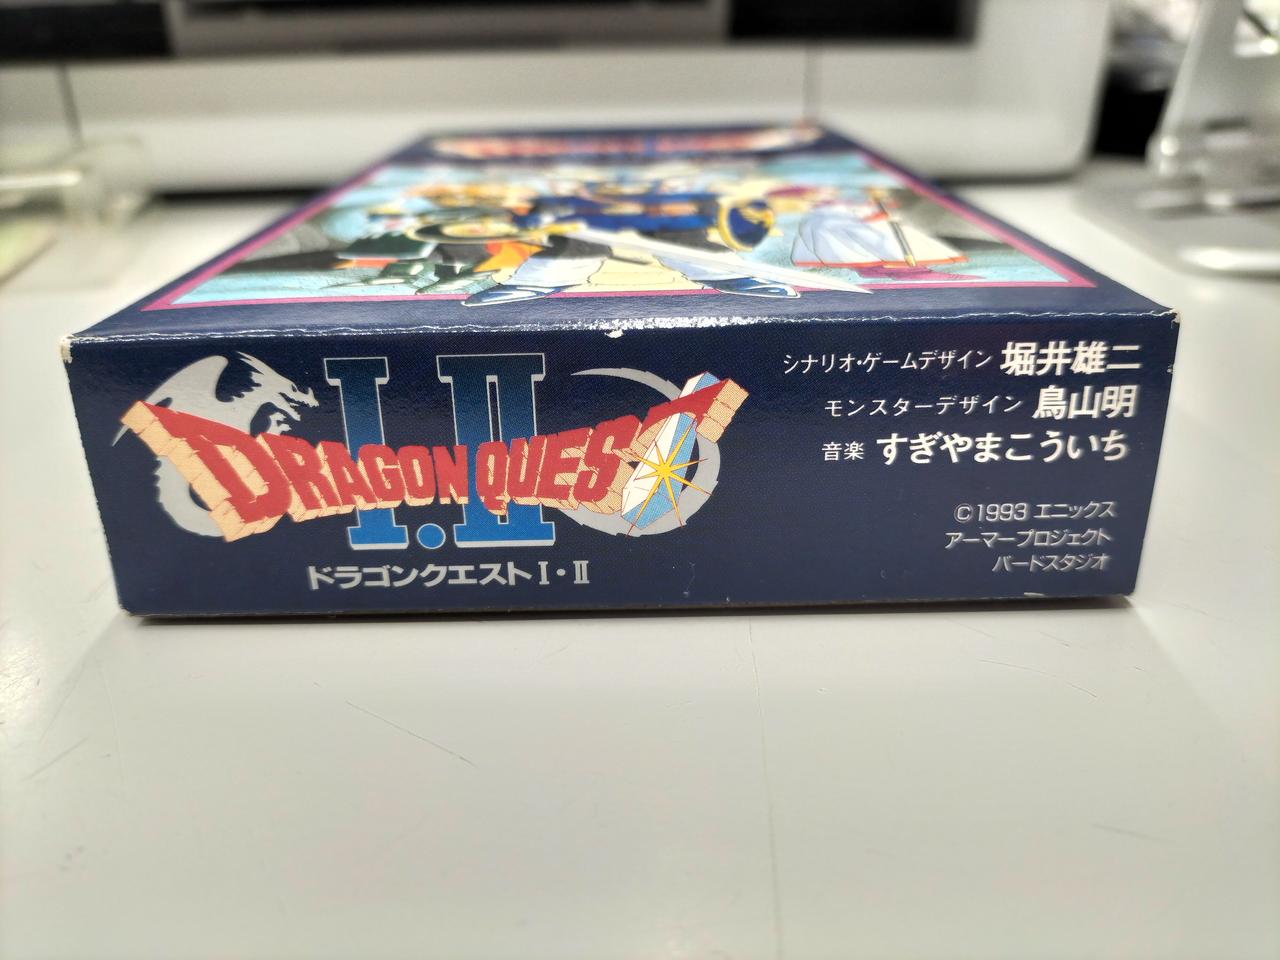 I・II
DRAGON QUEST
ドラゴンクエストI・II
シナリオ・ゲームデザイン 堀井雄二
モンスターデザイン 鳥山明
音楽 すぎやまこういち
©1993 エニックス
アーマープロジェクト
バードスタジオ